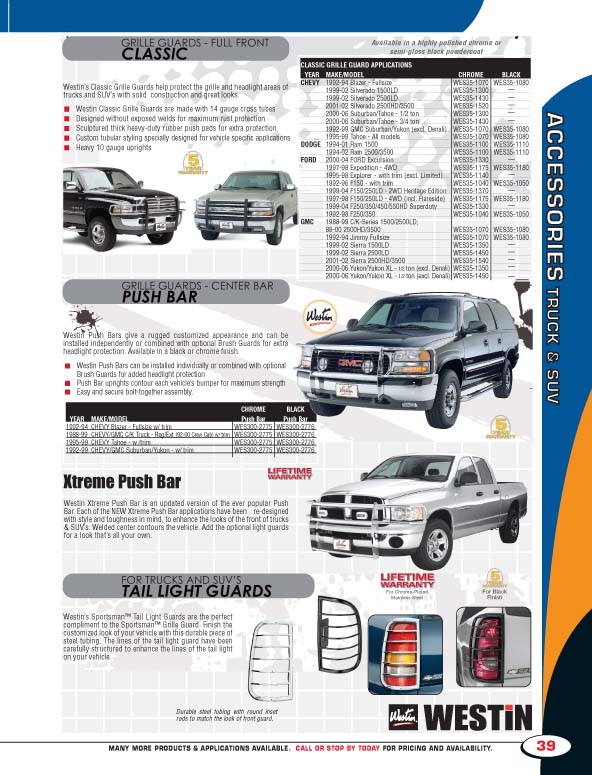 GRILLE GUARDS - FULL FRONT
CLASSIC
Available in a highly polished chrome or
semi-gloss black powdercoat
Westin's Classic Grille Guards help protect the grille and headlight areas of
trucks and SUV's with solid construction and great looks.
Westin Classic Grille Guards are made with 14 gauge cross tubes
Designed without exposed welds for maximum rust protection
Sculptured thick heavy-duty rubber push pads for extra protection
Custom tubular styling specially designed for vehicle specific applications
Heavy 10 gauge uprights
5 YEAR WARRANTY
CLASSIC GRILLE GUARD APPLICATIONS
YEAR MAKE/MODEL CHROME BLACK
CHEVY 1992-94 Blazer - Fullsize WES35-1070 WES35-1080
1999-02 Silverado 1500LD WES35-1300 —
1999-02 Silverado 2500LD WES35-1430 —
2001-02 Silverado 2500HD/3500 WES35-1520 —
2000-06 Suburban/Tahoe - 1/2 ton WES35-1300 —
2000-06 Suburban/Tahoe - 3/4 ton WES35-1430 —
1992-99 GMC Suburban/Yukon (excl. Denali) WES35-1070 WES35-1080
1995-99 Tahoe - All models WES35-1070 WES35-1080
DODGE 1994-01 Ram 1500 WES35-1100 WES35-1110
1994-02 Ram 2500/3500 WES35-1100 WES35-1110
FORD 2000-04 FORD Excursion WES35-1330 —
1997-98 Expedition - 4WD WES35-1175 WES35-1180
1995-98 Explorer - with trim (excl. Limited) WES35-1140 —
1992-96 F150 - with trim WES35-1040 WES35-1050
1999-04 F150/250LD - 2WD Heritage Edition WES35-1370 —
1997-98 F150/250LD - 4WD (incl. Flareside) WES35-1175 WES35-1180
1999-04 F250/350/450/550HD Superduty WES35-1330 —
1992-98 F250/350 WES35-1040 WES35-1050
GMC 1988-99 C/K-Series 1500/2500LD;
88-00 2500HD/3500 WES35-1070 WES35-1080
1992-94 Jimmy Fullsize WES35-1070 WES35-1080
1999-02 Sierra 1500LD WES35-1350 —
1999-02 Sierra 2500LD WES35-1450 —
2001-02 Sierra 2500HD/3500 WES35-1540 —
2000-06 Yukon/Yukon XL - 1/2 ton (excl. Denali) WES35-1350 —
2000-06 Yukon/Yukon XL - 1/2 ton (excl. Denali) WES35-1450 —
GRILLE GUARDS - CENTER BAR
PUSH BAR
Westin
Westin Push Bars give a rugged customized appearance and can be
installed independently or combined with optional Brush Guards for extra
headlight protection. Available in a black or chrome finish.
Westin Push Bars can be installed individually or combined with optional
Brush Guards for added headlight protection
Push Bar uprights contour each vehicle's bumper for maximum strength
Easy and secure bolt-together assembly.
GMC
5 YEAR WARRANTY
CHROME BLACK
YEAR MAKE/MODEL Push Bar Push Bar
1992-94 CHEVY Blazer - Fullsize w/ trim WES300-2775 WES300-2776
1988-99 CHEVY/GMC C/K Truck - Reg/Ext (92-00 Crew Cab) w/ trim WES300-2775 WES300-2776
1995-99 CHEVY Tahoe - w/trim WES300-2775 WES300-2776
1992-99 CHEVY/GMC Suburban/Yukon - w/ trim WES300-2775 WES300-2776
Xtreme Push Bar
LIFETIME
WARRANTY
Westin Xtreme Push Bar is an updated version of the ever popular Push
Bar. Each of the NEW Xtreme Push Bar applications have been re-designed
with style and toughness in mind, to enhance the looks of the front of trucks
& SUV's. Welded center contours the vehicle. Add the optional light guards
for a look that's all your own.
FOR TRUCKS AND SUV'S
TAIL LIGHT GUARDS
LIFETIME
WARRANTY
For Chrome-Plated
Stainless Steel
5 YEAR WARRANTY
For Black
Finish
Westin's Sportsman™ Tail Light Guards are the perfect
compliment to the Sportsman™ Grille Guard. Finish the
customized look of your vehicle with this durable piece of
steel tubing. The lines of the tail light guard have been
carefully structured to enhance the lines of the tail light
on your vehicle.
Durable steel tubing with round inset
rods to match the look of front guard.
Westin WESTiN
ACCESSORIES TRUCK & SUV
MANY MORE PRODUCTS & APPLICATIONS AVAILABLE. CALL OR STOP BY TODAY FOR PRICING AND AVAILABILITY.
39